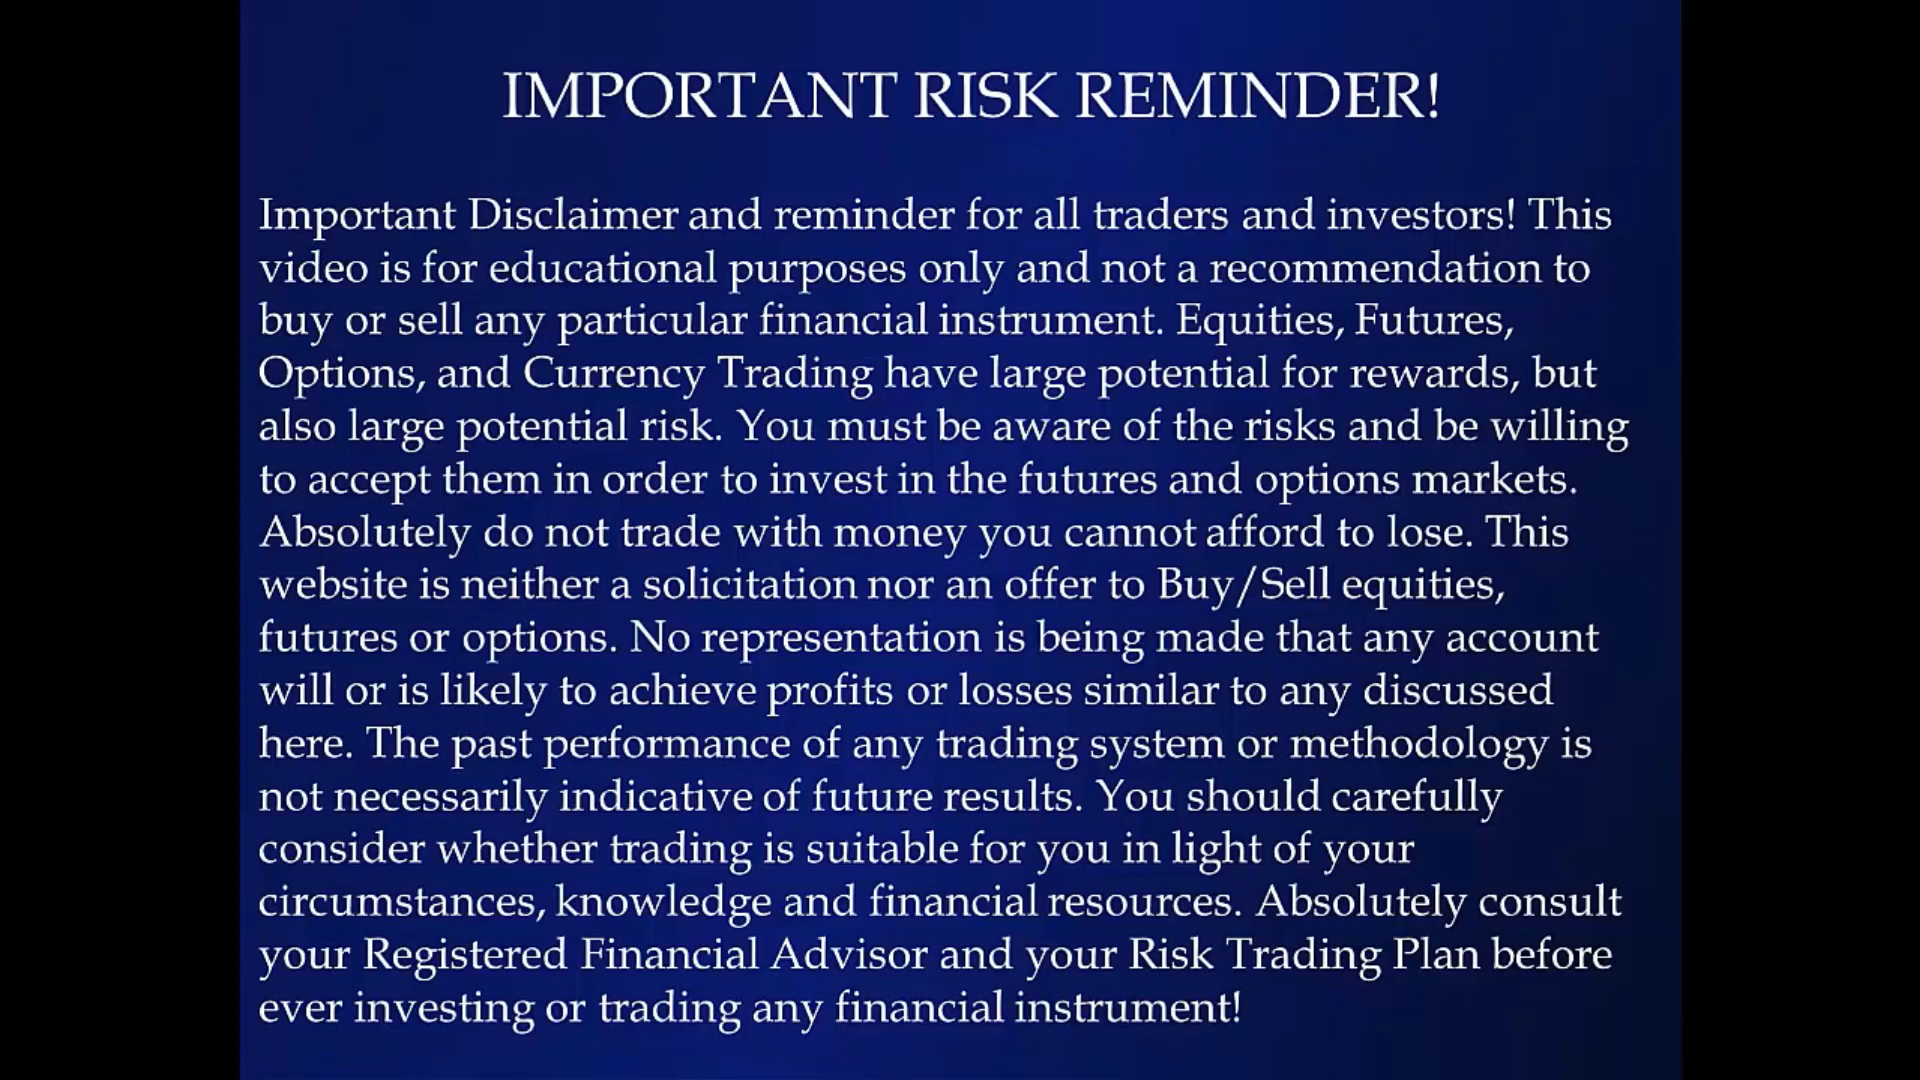 IMPORTANT RISK REMINDER!
Important Disclaimer and reminder for all traders and investors! This
video is for educational purposes only and not a recommendation to
buy or sell any particular financial instrument. Equities, Futures,
Options, and Currency Trading have large potential for rewards, but
also large potential risk. You must be aware of the risks and be willing
to accept them in order to invest in the futures and options markets.
Absolutely do not trade with money you cannot afford to lose. This
website is neither a solicitation nor an offer to Buy/Sell equities,
futures or options. No representation is being made that any account
will or is likely to achieve profits or losses similar to any discussed
here. The past performance of any trading system or methodology is
not necessarily indicative of future results. You should carefully
consider whether trading is suitable for you in light of your
circumstances, knowledge and financial resources. Absolutely consult
your Registered Financial Advisor and your Risk Trading Plan before
ever investing or trading any financial instrument!